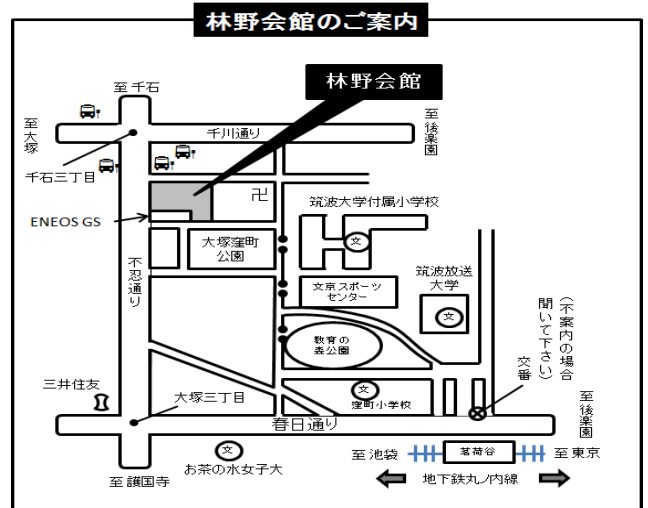 林野会館のご案内
至千石
林野会館
至大塚
千川通り
至後楽園
千石三丁目
卍
筑波大学付属小学校
ENEOS GS
文
大塚窪町
公園
不忍通り
文京スポーツ
センター
筑波放送
大学
文
教育の
森公園
(不案内の場合
聞いて下さい)
交番
三井住友
大塚三丁目
文
窪町小学校
至後楽園
春日通り
文
お茶の水女子大
至池袋
茗荷谷
至東京
至護国寺
地下鉄丸ノ内線